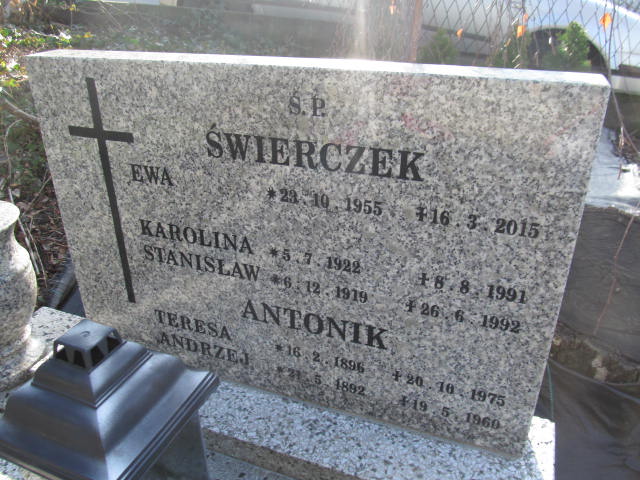 Ś.P.
ŚWIERCZEK
EWA *23.10.1955 ✝16.3.2015
KAROLINA *5.7.1922 ✝8.8.1991
STANISŁAW *6.12.1919 ✝26.6.1992
ANTONIK
TERESA *16.2.1896 ✝20.10.1975
ANDRZEJ *21.5.1892 ✝19.5.1960